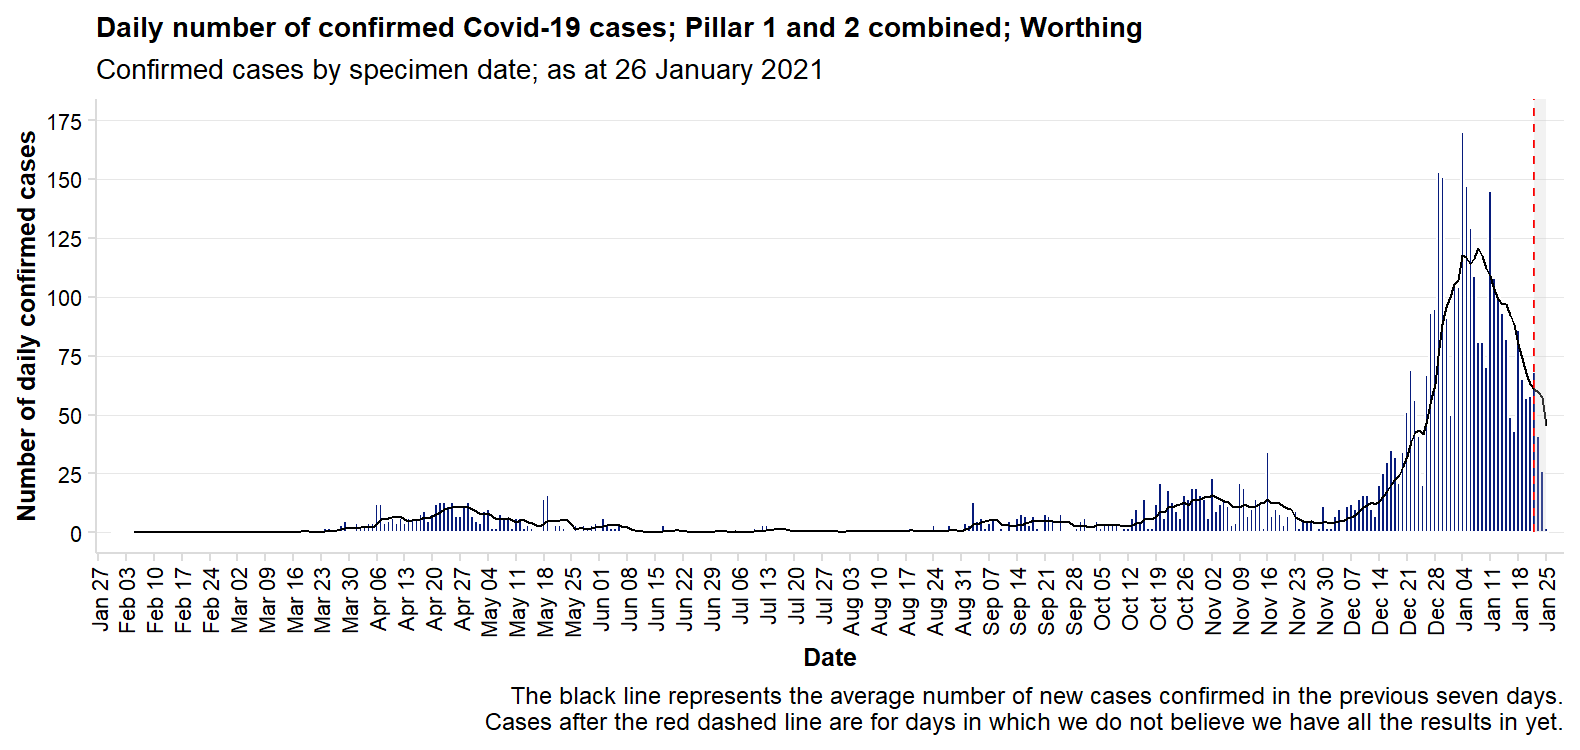 Daily number of confirmed Covid-19 cases; Pillar 1 and 2 combined; Worthing
Confirmed cases by specimen date; as at 26 January 2021
Number of daily confirmed cases
175
150
125
100
75
50
25
0
Jan 27
Feb 03
Feb 10
Feb 17
Feb 24
Mar 02
Mar 09
Mar 16
Mar 23
Mar 30
Apr 06
Apr 13
Apr 20
Apr 27
May 04
May 11
May 18
May 25
Jun 01
Jun 08
Jun 15
Jun 22
Jun 29
Jul 06
Jul 13
Jul 20
Jul 27
Aug 03
Aug 10
Aug 17
Aug 24
Aug 31
Sep 07
Sep 14
Sep 21
Sep 28
Oct 05
Oct 12
Oct 19
Oct 26
Nov 02
Nov 09
Nov 16
Nov 23
Nov 30
Dec 07
Dec 14
Dec 21
Dec 28
Jan 04
Jan 11
Jan 18
Jan 25
Date
The black line represents the average number of new cases confirmed in the previous seven days.
Cases after the red dashed line are for days in which we do not believe we have all the results in yet.